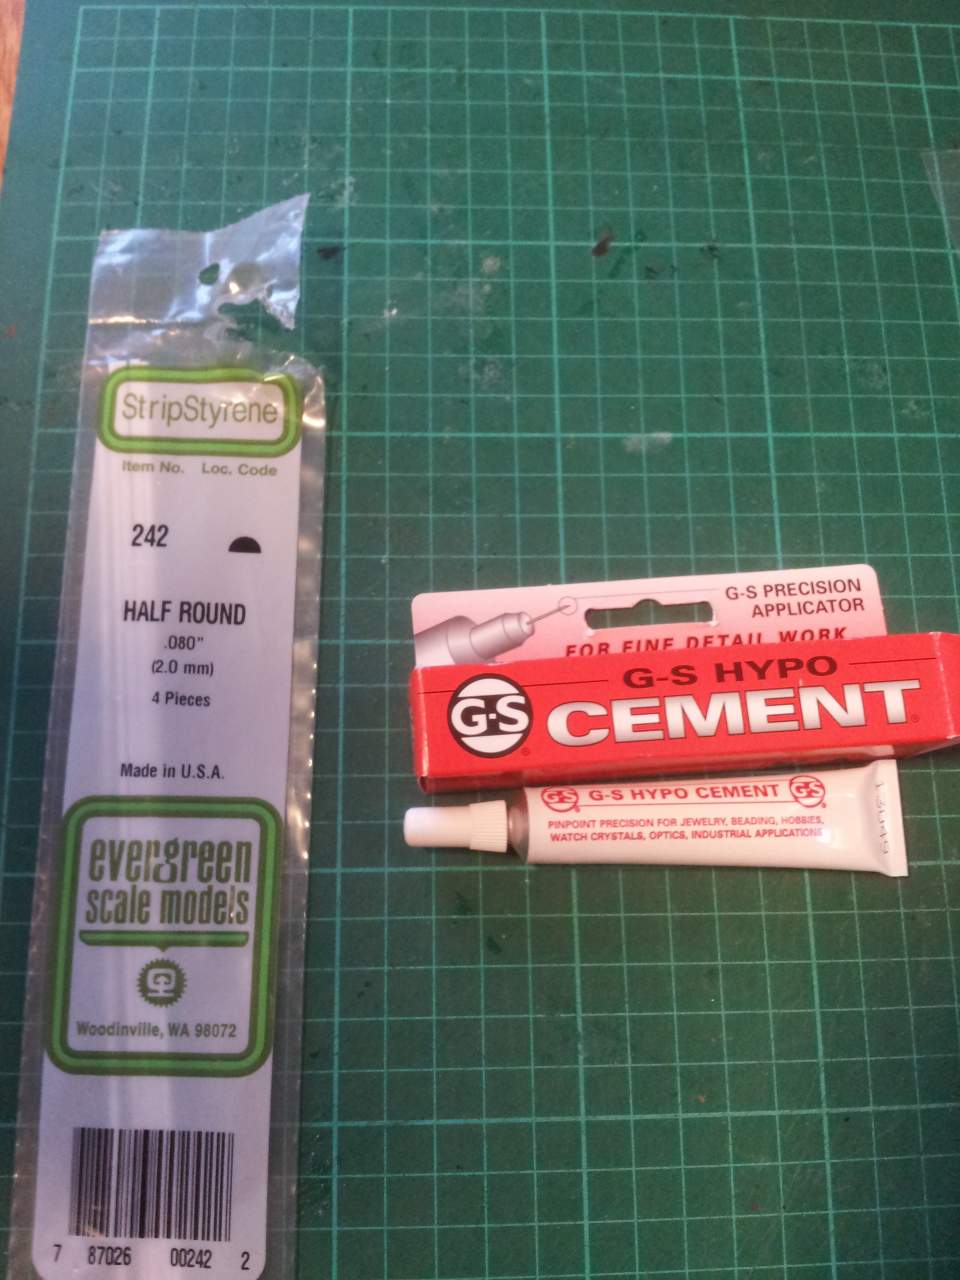 StripStyrene
Item No. Loc. Code
242
HALF ROUND
.080"
(2.0 mm)
4 Pieces
Made in U.S.A.
evergreen
scale models
Woodinville, WA 98072
7 87026 00242 2
G-S PRECISION
APPLICATOR
FOR FINE DETAIL WORK
G-S HYPO
G-S CEMENT®
G-S G-S HYPO CEMENT G-S
PINPOINT PRECISION FOR JEWELRY, BEADING, HOBBIES,
WATCH CRYSTALS, OPTICS, INDUSTRIAL APPLICATIONS